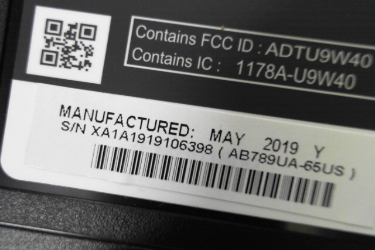 Contains FCC ID : ADTU9W40
Contains IC : 1178A-U9W40
MANUFACTURED: MAY 2019 Y
S/N XA1A1919106398 ( AB789UA-65US )